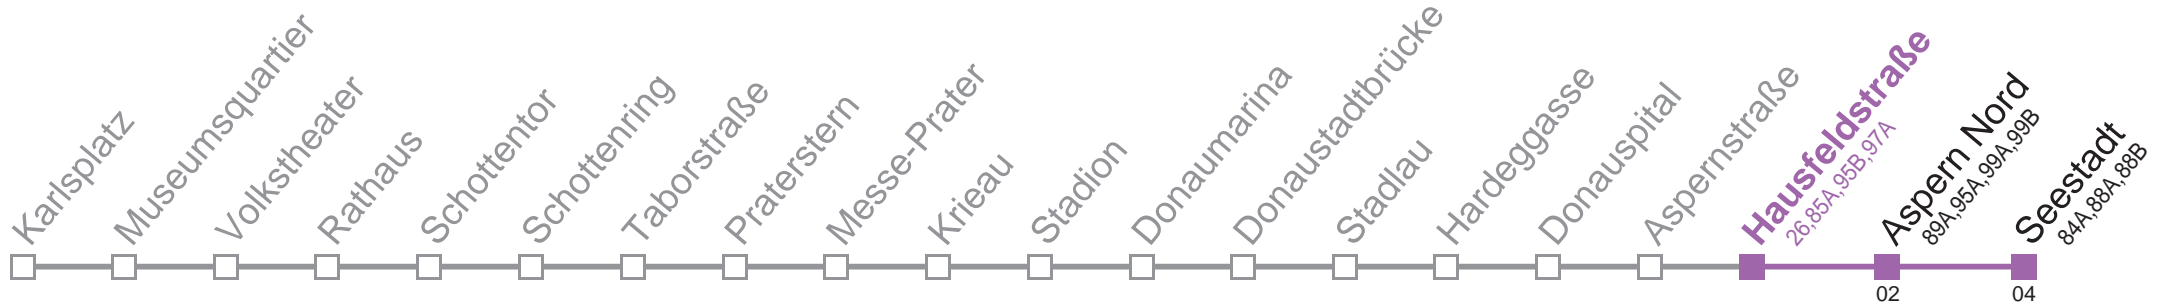 Karlsplatz
Museumsquartier
Volkstheater
Rathaus
Schottentor
Schottenring
Taborstraße
Praterstern
Messe-Prater
Krieau
Stadion
Donaumarina
Donaustadtbrücke
Stadlau
Hardeggasse
Donauspital
Aspernstraße
Hausfeldstraße
26,85A,95B,97A
Aspern Nord
89A,95A,99A,99B
Seestadt
84A,88A,88B
02
04